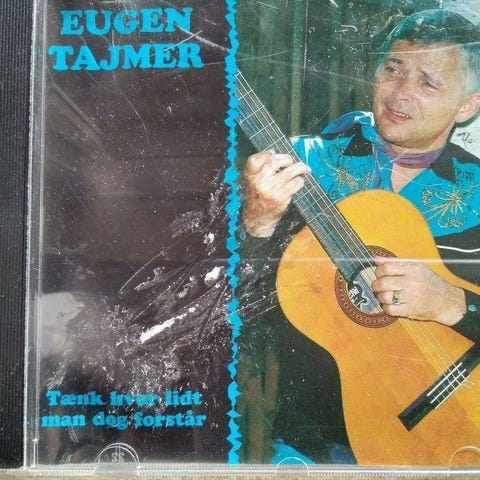 EUGEN
TAJMER
Tænk hvor lidt
man dog forstår